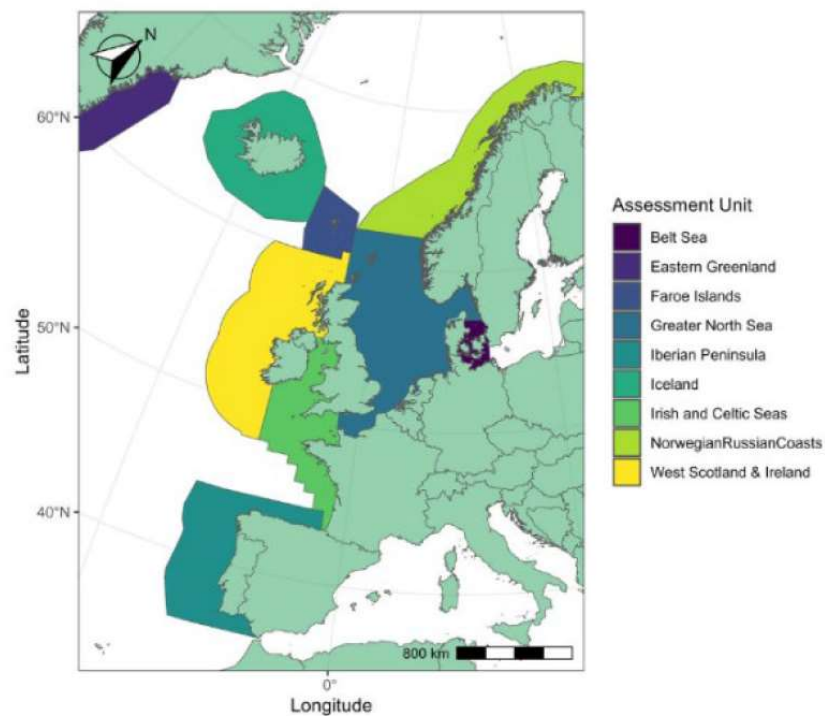 N
60°N
50°N
40°N
Latitude
800 km
0°
Longitude
Assessment Unit
Belt Sea
Eastern Greenland
Faroe Islands
Greater North Sea
Iberian Peninsula
Iceland
Irish and Celtic Seas
NorwegianRussianCoasts
West Scotland & Ireland